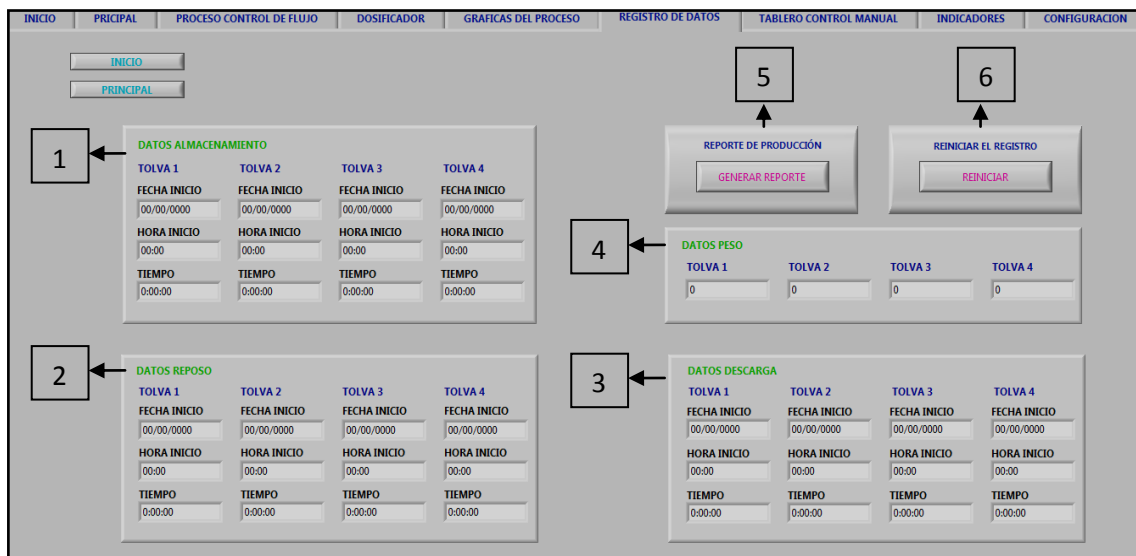 INICIO PRICIPAL PROCESO CONTROL DE FLUJO DOSIFICADOR GRAFICAS DEL PROCESO REGISTRO DE DATOS TABLERO CONTROL MANUAL INDICADORES CONFIGURACION
INICIO
PRINCIPAL
5
6
1
DATOS ALMACENAMIENTO
TOLVA 1 TOLVA 2 TOLVA 3 TOLVA 4
FECHA INICIO FECHA INICIO FECHA INICIO FECHA INICIO
00/00/0000 00/00/0000 00/00/0000 00/00/0000
HORA INICIO HORA INICIO HORA INICIO HORA INICIO
00:00 00:00 00:00 00:00
TIEMPO TIEMPO TIEMPO TIEMPO
0:00:00 0:00:00 0:00:00 0:00:00
REPORTE DE PRODUCCIÓN
GENERAR REPORTE
REINICIAR EL REGISTRO
REINICIAR
4
DATOS PESO
TOLVA 1 TOLVA 2 TOLVA 3 TOLVA 4
0 0 0 0
2
DATOS REPOSO
TOLVA 1 TOLVA 2 TOLVA 3 TOLVA 4
FECHA INICIO FECHA INICIO FECHA INICIO FECHA INICIO
00/00/0000 00/00/0000 00/00/0000 00/00/0000
HORA INICIO HORA INICIO HORA INICIO HORA INICIO
00:00 00:00 00:00 00:00
TIEMPO TIEMPO TIEMPO TIEMPO
0:00:00 0:00:00 0:00:00 0:00:00
3
DATOS DESCARGA
TOLVA 1 TOLVA 2 TOLVA 3 TOLVA 4
FECHA INICIO FECHA INICIO FECHA INICIO FECHA INICIO
00/00/0000 00/00/0000 00/00/0000 00/00/0000
HORA INICIO HORA INICIO HORA INICIO HORA INICIO
00:00 00:00 00:00 00:00
TIEMPO TIEMPO TIEMPO TIEMPO
0:00:00 0:00:00 0:00:00 0:00:00